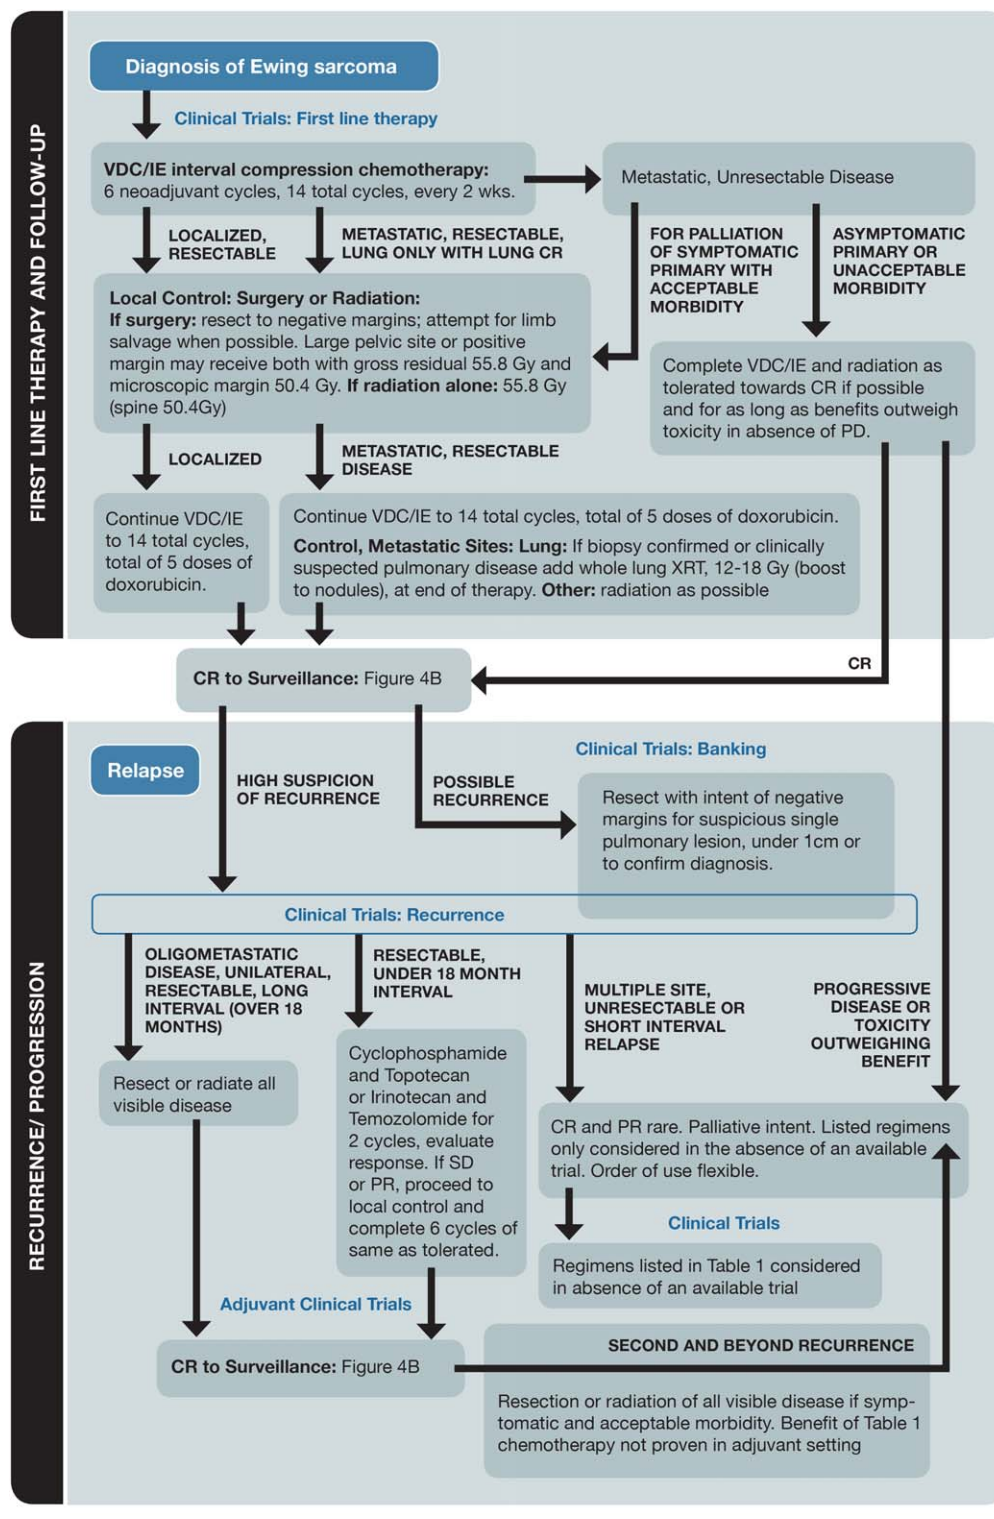 FIRST LINE THERAPY AND FOLLOW-UP
Diagnosis of Ewing sarcoma
Clinical Trials: First line therapy
VDC/IE interval compression chemotherapy:
6 neoadjuvant cycles, 14 total cycles, every 2 wks.
Metastatic, Unresectable Disease
LOCALIZED,
RESECTABLE
METASTATIC, RESECTABLE,
LUNG ONLY WITH LUNG CR
FOR PALLIATION
OF SYMPTOMATIC
PRIMARY WITH
ACCEPTABLE
MORBIDITY
ASYMPTOMATIC
PRIMARY OR
UNACCEPTABLE
MORBIDITY
Local Control: Surgery or Radiation:
If surgery: resect to negative margins; attempt for limb
salvage when possible. Large pelvic site or positive
margin may receive both with gross residual 55.8 Gy and
microscopic margin 50.4 Gy. If radiation alone: 55.8 Gy
(spine 50.4Gy)
Complete VDC/IE and radiation as
tolerated towards CR if possible
and for as long as benefits outweigh
toxicity in absence of PD.
LOCALIZED
METASTATIC, RESECTABLE
DISEASE
Continue VDC/IE
to 14 total cycles,
total of 5 doses of
doxorubicin.
Continue VDC/IE to 14 total cycles, total of 5 doses of doxorubicin.
Control, Metastatic Sites: Lung: If biopsy confirmed or clinically
suspected pulmonary disease add whole lung XRT, 12-18 Gy (boost
to nodules), at end of therapy. Other: radiation as possible
CR
CR to Surveillance: Figure 4B
RECURRENCE/ PROGRESSION
Relapse
HIGH SUSPICION
OF RECURRENCE
POSSIBLE
RECURRENCE
Clinical Trials: Banking
Resect with intent of negative
margins for suspicious single
pulmonary lesion, under 1cm or
to confirm diagnosis.
Clinical Trials: Recurrence
OLIGOMETASTATIC
DISEASE, UNILATERAL,
RESECTABLE, LONG
INTERVAL (OVER 18
MONTHS)
RESECTABLE,
UNDER 18 MONTH
INTERVAL
MULTIPLE SITE,
UNRESECTABLE OR
SHORT INTERVAL
RELAPSE
PROGRESSIVE
DISEASE OR
TOXICITY
OUTWEIGHING
BENEFIT
Resect or radiate all
visible disease
Cyclophosphamide
and Topotecan
or Irinotecan and
Temozolomide for
2 cycles, evaluate
response. If SD
or PR, proceed to
local control and
complete 6 cycles of
same as tolerated.
CR and PR rare. Palliative intent. Listed regimens
only considered in the absence of an available
trial. Order of use flexible.
Clinical Trials
Regimens listed in Table 1 considered
in absence of an available trial
Adjuvant Clinical Trials
CR to Surveillance: Figure 4B
SECOND AND BEYOND RECURRENCE
Resection or radiation of all visible disease if symp-
tomatic and acceptable morbidity. Benefit of Table 1
chemotherapy not proven in adjuvant setting